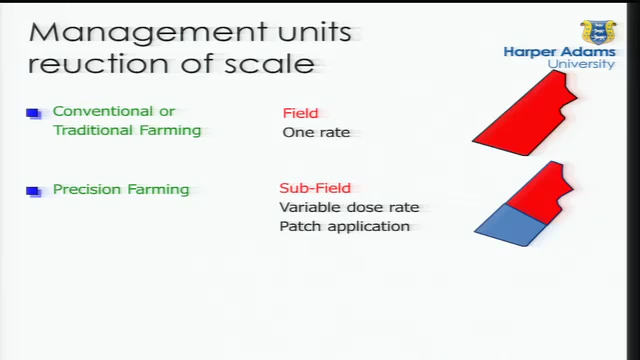 Management units
reuction of scale
Harper Adams
University
Conventional or
Traditional Farming
Field
One rate
Precision Farming
Sub-Field
Variable dose rate
Patch application